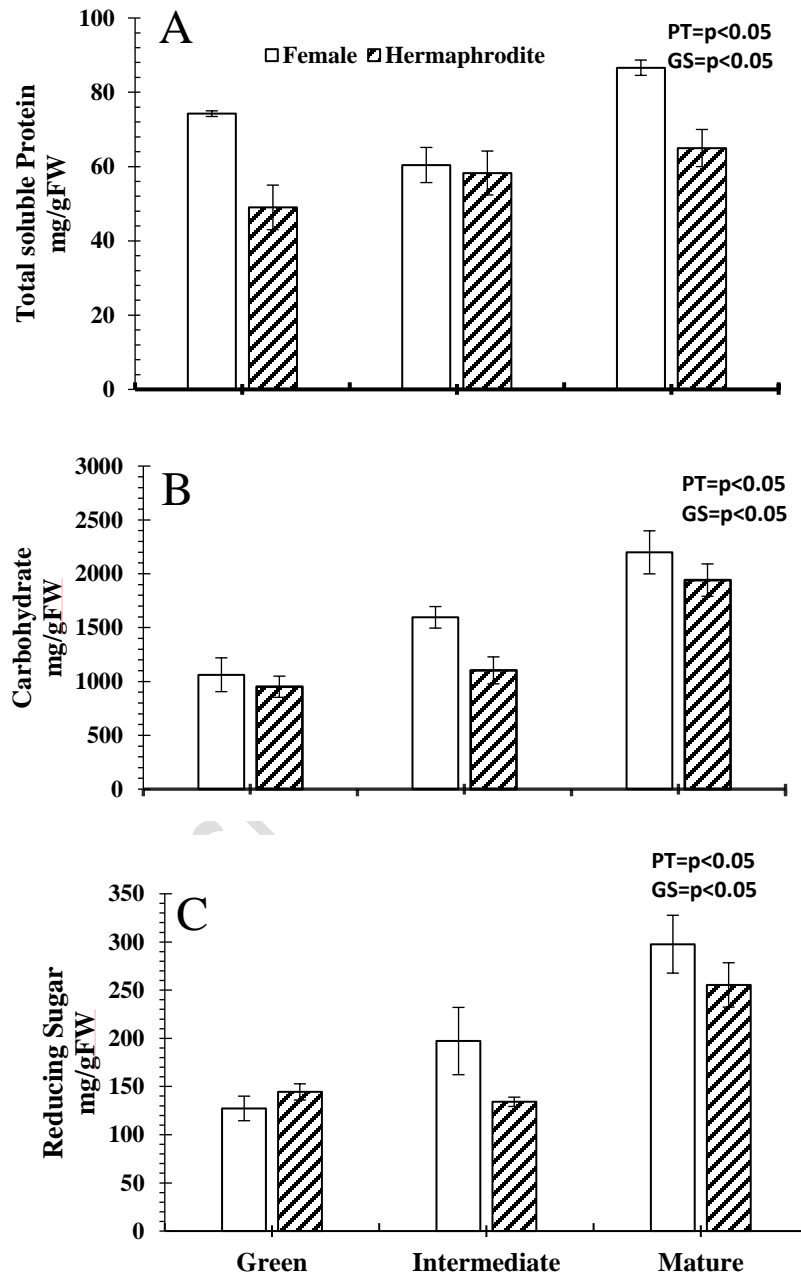 A
PT=p<0.05
Female Hermaphrodite
GS=p<0.05
Total soluble Protein
mg/gFW
100
80
60
40
20
0
B
PT=p<0.05
GS=p<0.05
Carbohydrate
mg/gFW
3000
2500
2000
1500
1000
500
0
C
PT=p<0.05
GS=p<0.05
Reducing Sugar
mg/gFW
350
300
250
200
150
100
50
0
Green Intermediate Mature